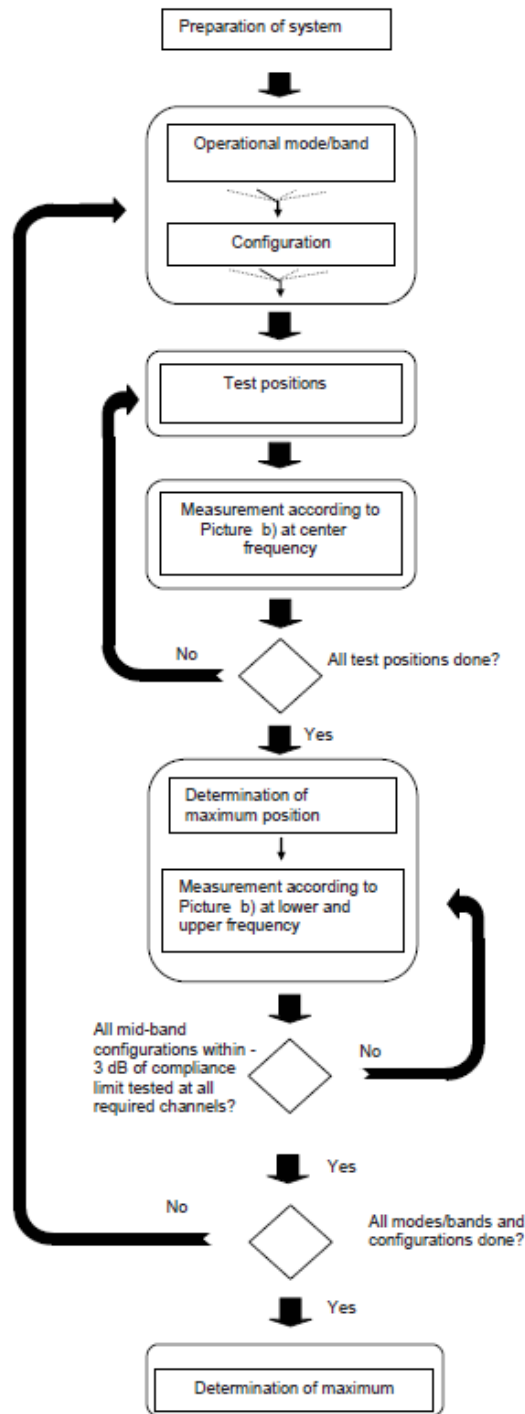 Preparation of system
Operational mode/band
Configuration
Test positions
Measurement according to
Picture b) at center
frequency
No
All test positions done?
Yes
Determination of
maximum position
Measurement according to
Picture b) at lower and
upper frequency
All mid-band
configurations within -
3 dB of compliance
limit tested at all
required channels?
No
Yes
No
All modes/bands and
configurations done?
Yes
Determination of maximum